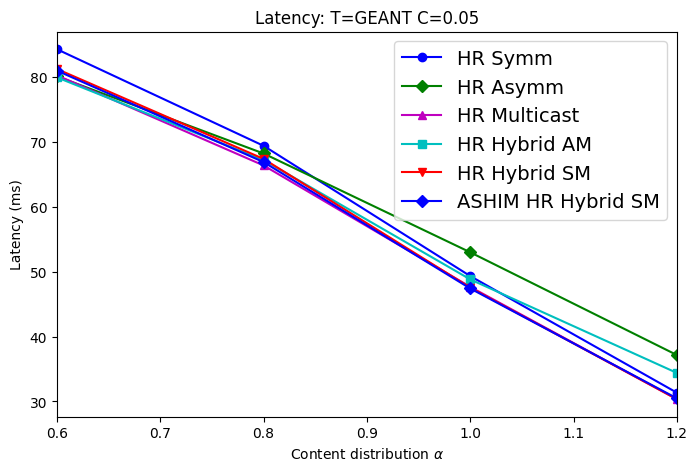 Latency: T=GEANT C=0.05
HR Symm
HR Asymm
HR Multicast
HR Hybrid AM
HR Hybrid SM
ASHIM HR Hybrid SM
Latency (ms)
80
70
60
50
40
30
0.6 0.7 0.8 0.9 1.0 1.1 1.2
Content distribution α